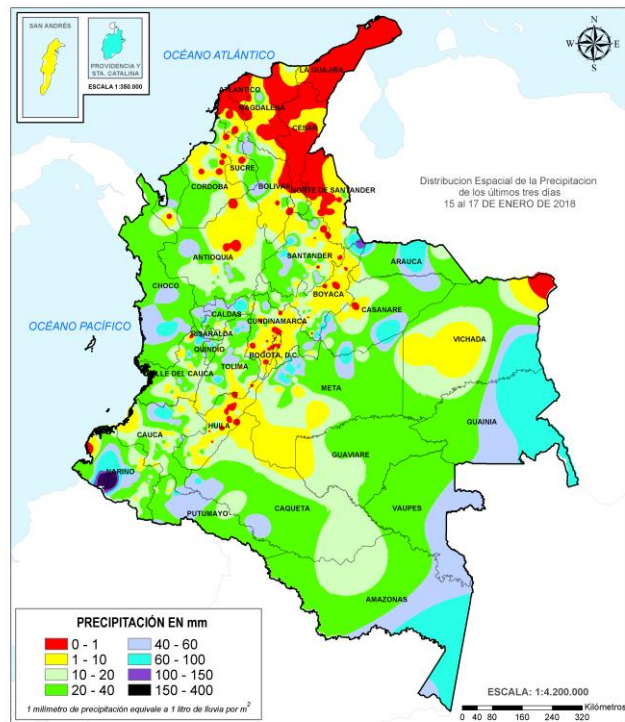 SAN ANDRÉS
PROVIDENCIA Y
STA. CATALINA
ESCALA 1:380.000
OCÉANO ATLÁNTICO
N
W E
S
LA GUAJIRA
ATLANTICO
MAGDALENA
CESAR
SUCRE
CORDOBA
BOLIVAR
NORTE DE SANTANDER
Distribucion Espacial de la Precipitacion
de los últimos tres días
15 al 17 DE ENERO DE 2018
ANTIOQUIA
SANTANDER
ARAUCA
CHOCO
BOYACA
CASANARE
CALDAS
OCÉANO PACÍFICO
CUNDINAMARCA
RISARALDA
VICHADA
QUINDIO
BOGOTA, D.C.
TOLIMA
VALLE DEL CAUCA
META
GUAINIA
CAUCA
HUILA
GUAVIARE
NARIÑO
VAUPES
CAQUETA
PUTUMAYO
AMAZONAS
PRECIPITACIÓN EN mm
0 - 1 40 - 60
1 - 10 60 - 100
10 - 20 100 - 150
20 - 40 150 - 400
1 milímetro de precipitación equivale a 1 litro de lluvia por m²
ESCALA: 1:4.200.000
Kilómetros
0 40 80 160 240 320